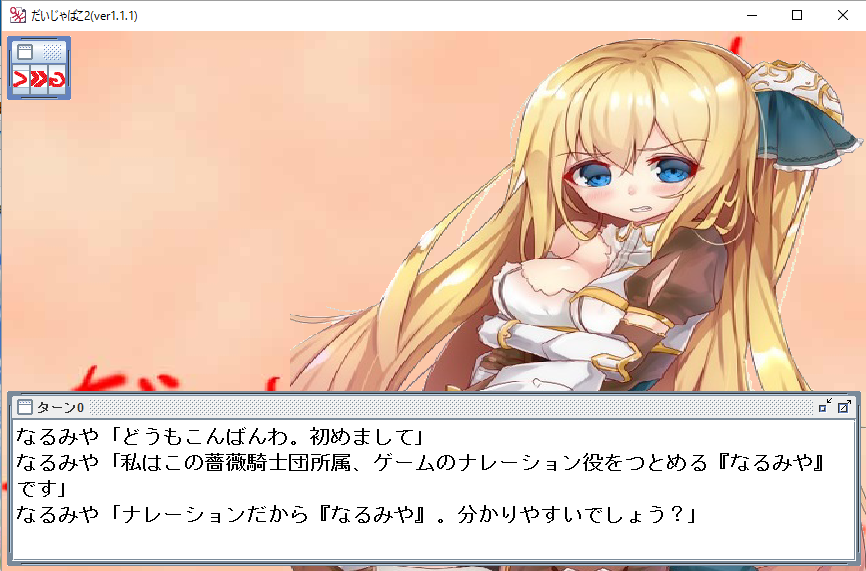 だいじゃぱこ2(ver1.1.1)
ターン0
なるみや「どうもこんばんわ。初めまして」
なるみや「私はこの薔薇騎士団所属、ゲームのナレーション役をつとめる『なるみや』
です」
なるみや「ナレーションだから『なるみや』。分かりやすいでしょう？」